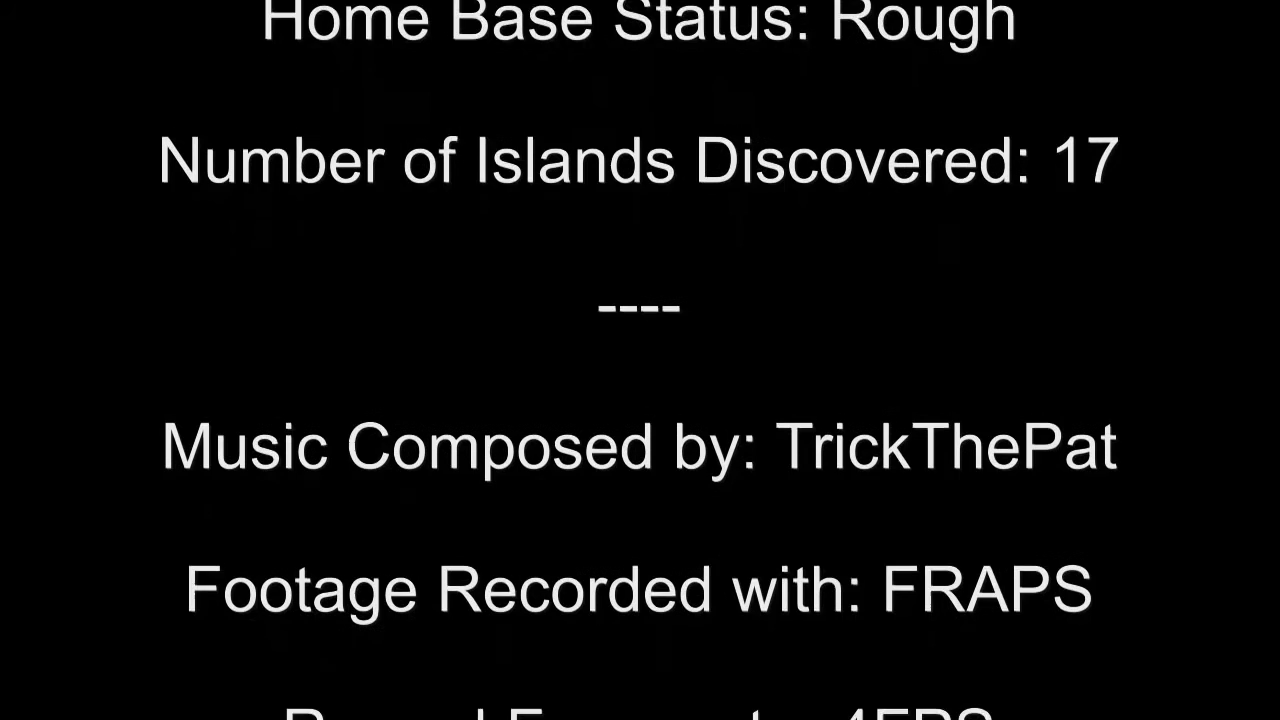 Home Base Status: Rough
Number of Islands Discovered: 17
----
Music Composed by: TrickThePat
Footage Recorded with: FRAPS